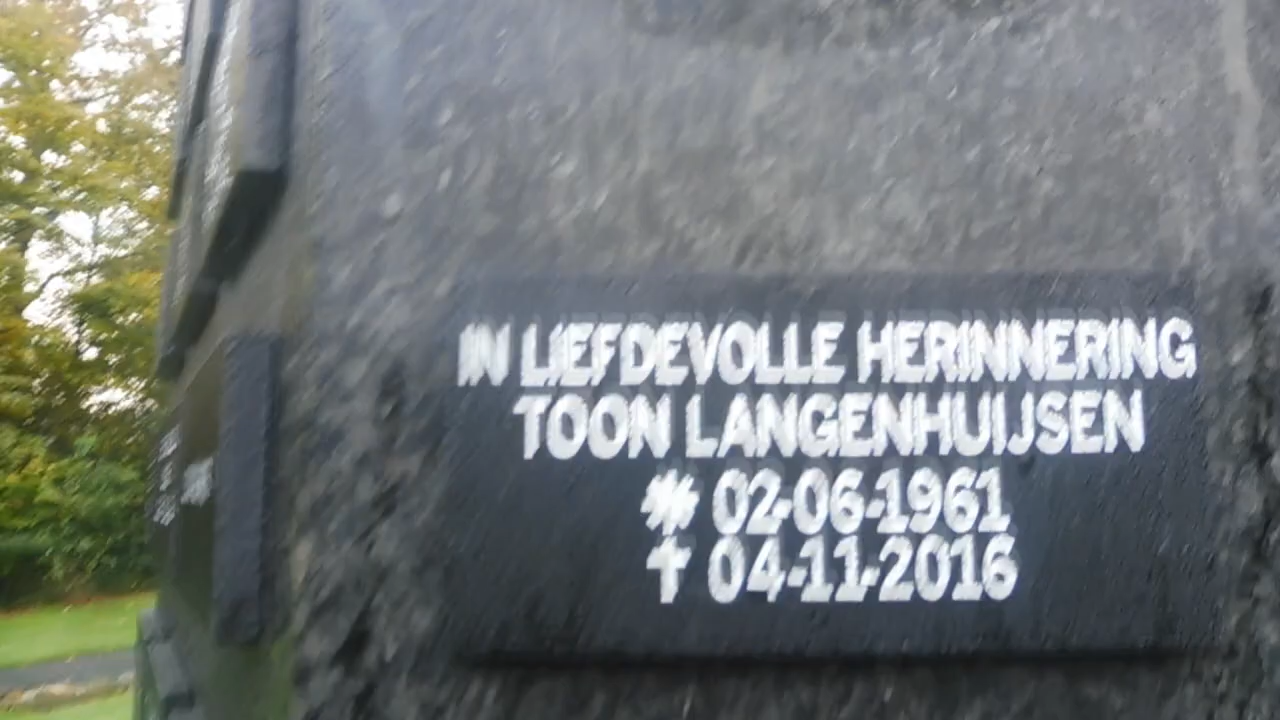 IN LIEFDEVOLLE HERINNERING
TOON LANGENHUIJSEN
* 02-06-1961
† 04-11-2016